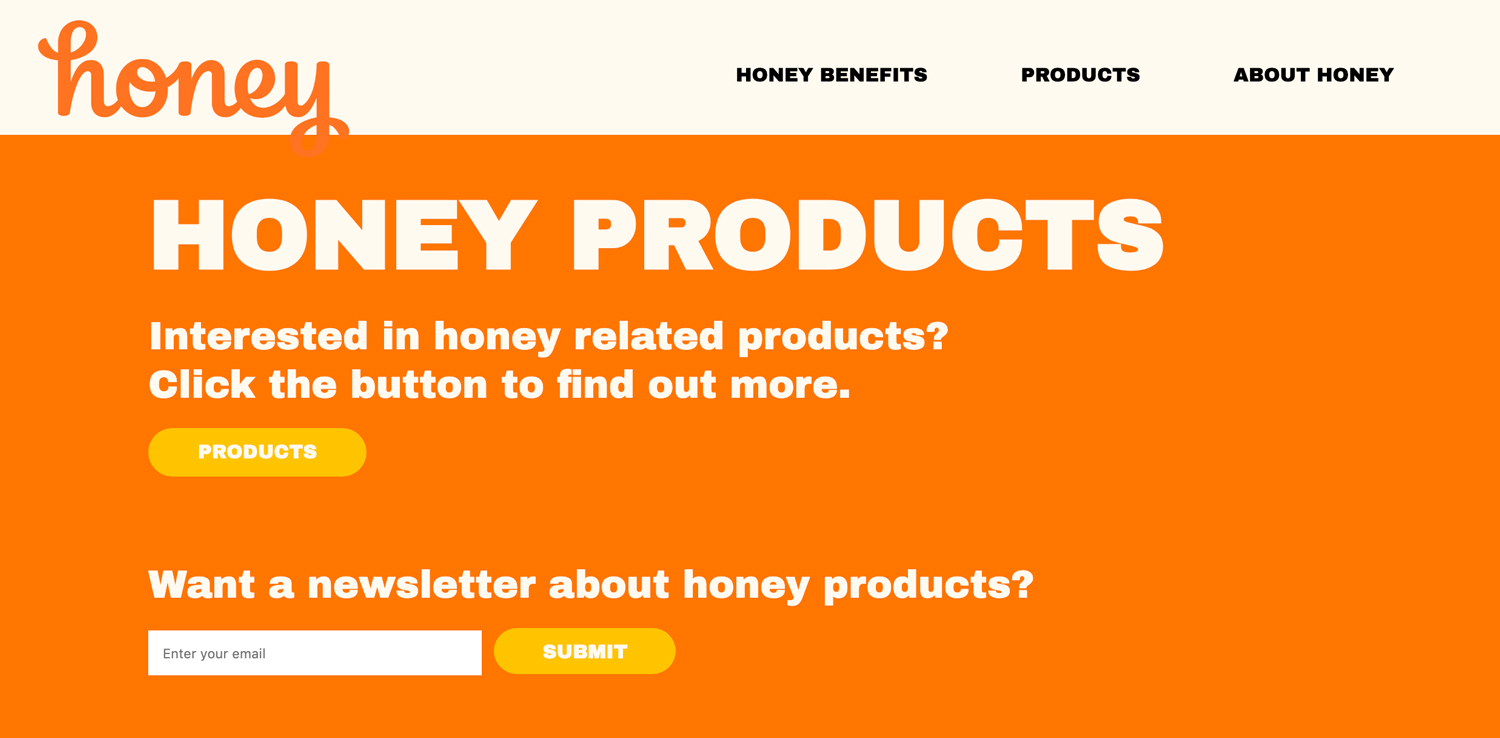 honey
HONEY BENEFITS PRODUCTS ABOUT HONEY
HONEY PRODUCTS
Interested in honey related products?
Click the button to find out more.
PRODUCTS
Want a newsletter about honey products?
Enter your email SUBMIT